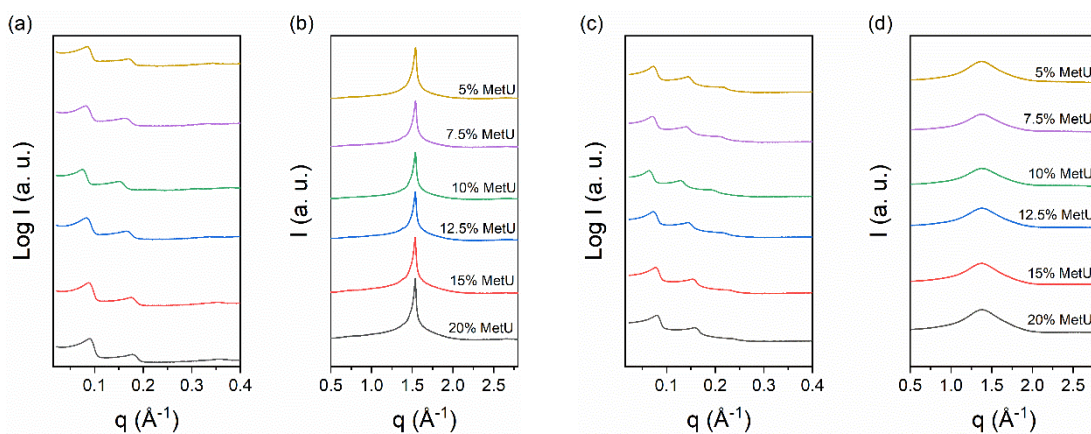 (a)
Log I (a. u.)
0.1 0.2 0.3 0.4
q (Å⁻¹)
(b)
I (a. u.)
5% MetU
7.5% MetU
10% MetU
12.5% MetU
15% MetU
20% MetU
0.5 1.0 1.5 2.0 2.5
q (Å⁻¹)
(c)
Log I (a. u.)
0.1 0.2 0.3 0.4
q (Å⁻¹)
(d)
I (a. u.)
5% MetU
7.5% MetU
10% MetU
12.5% MetU
15% MetU
20% MetU
0.5 1.0 1.5 2.0 2.5
q (Å⁻¹)